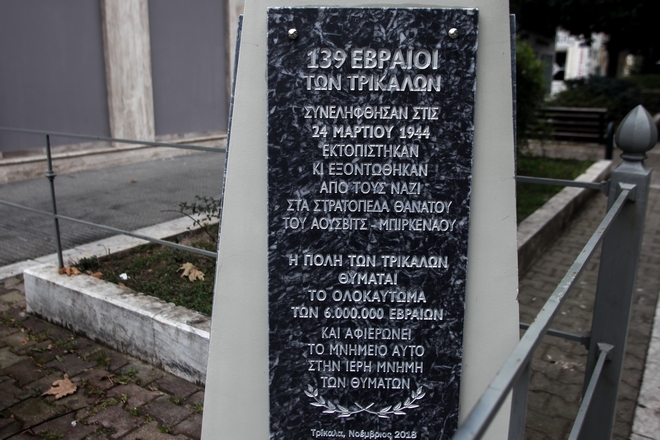 139 ΕΒΡΑΙΟΙ
ΤΩΝ ΤΡΙΚΑΛΩΝ
ΣΥΝΕΛΗΦΘΗΣΑΝ ΣΤΙΣ
24 ΜΑΡΤΙΟΥ 1944
ΕΚΤΟΠΙΣΤΗΚΑΝ
ΚΙ ΕΞΟΝΤΩΘΗΚΑΝ
ΑΠΟ ΤΟΥΣ ΝΑΖΙ
ΣΤΑ ΣΤΡΑΤΟΠΕΔΑ ΘΑΝΑΤΟΥ
ΤΟΥ ΑΟΥΣΒΙΤΣ - ΜΠΙΡΚΕΝΑΟΥ
Η ΠΟΛΗ ΤΩΝ ΤΡΙΚΑΛΩΝ
ΘΥΜΑΤΑΙ
ΤΟ ΟΛΟΚΑΥΤΩΜΑ
ΤΩΝ 6.000.000 ΕΒΡΑΙΩΝ
ΚΑΙ ΑΦΙΕΡΩΝΕΙ
ΤΟ ΜΝΗΜΕΙΟ ΑΥΤΟ
ΣΤΗΝ ΙΕΡΗ ΜΝΗΜΗ
ΤΩΝ ΘΥΜΑΤΩΝ
Τρίκαλα, Νοέμβριος 2018